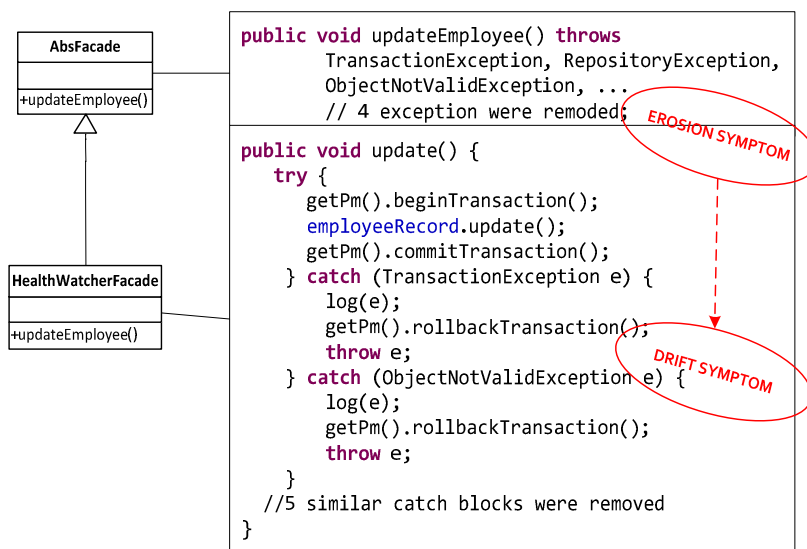 AbsFacade
+updateEmployee()
HealthWatcherFacade
+updateEmployee()
public void updateEmployee() throws
TransactionException, RepositoryException,
ObjectNotValidException, ...
// 4 exception were remoded;
EROSION SYMPTOM
public void update() {
try {
getPm().beginTransaction();
employeeRecord.update();
getPm().commitTransaction();
} catch (TransactionException e) {
log(e);
getPm().rollbackTransaction();
throw e;
} catch (ObjectNotValidException e) {
log(e);
getPm().rollbackTransaction();
throw e;
}
//5 similar catch blocks were removed
}
DRIFT SYMPTOM